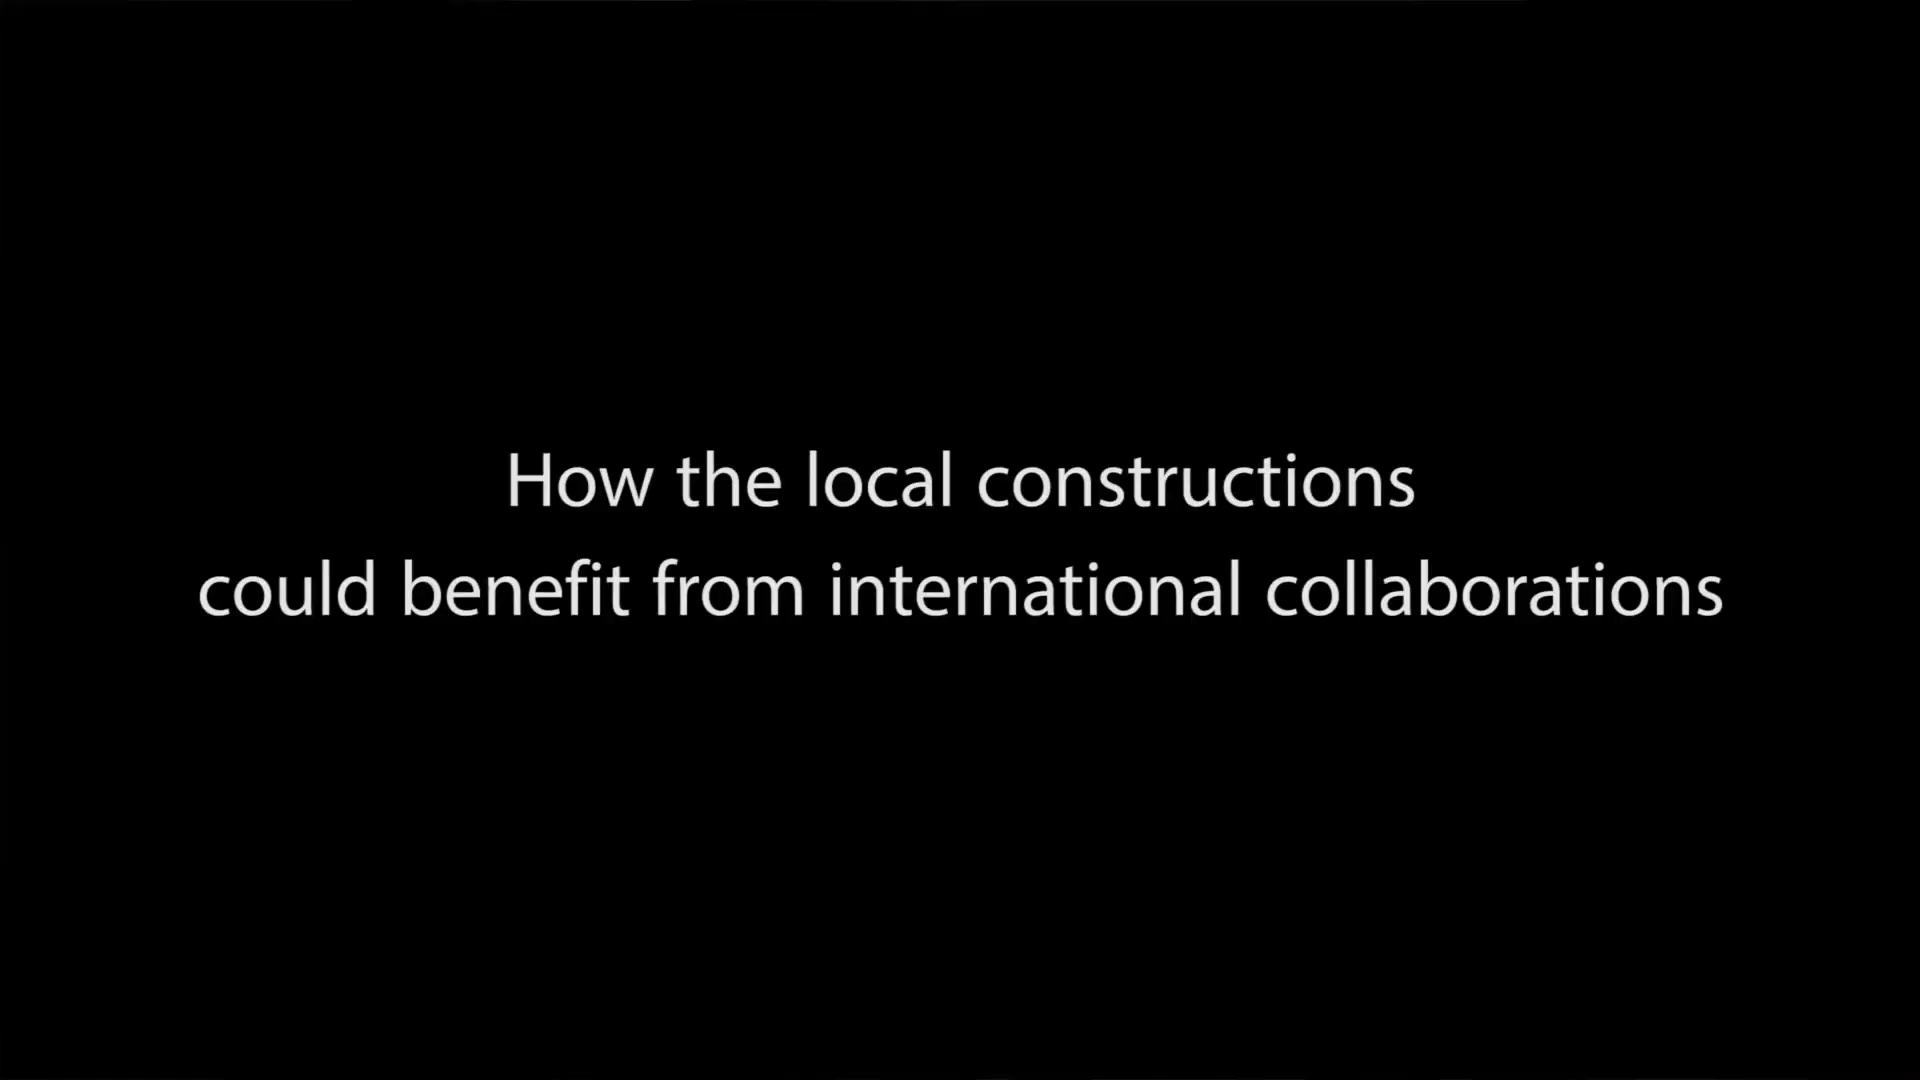 How the local constructions
could benefit from international collaborations